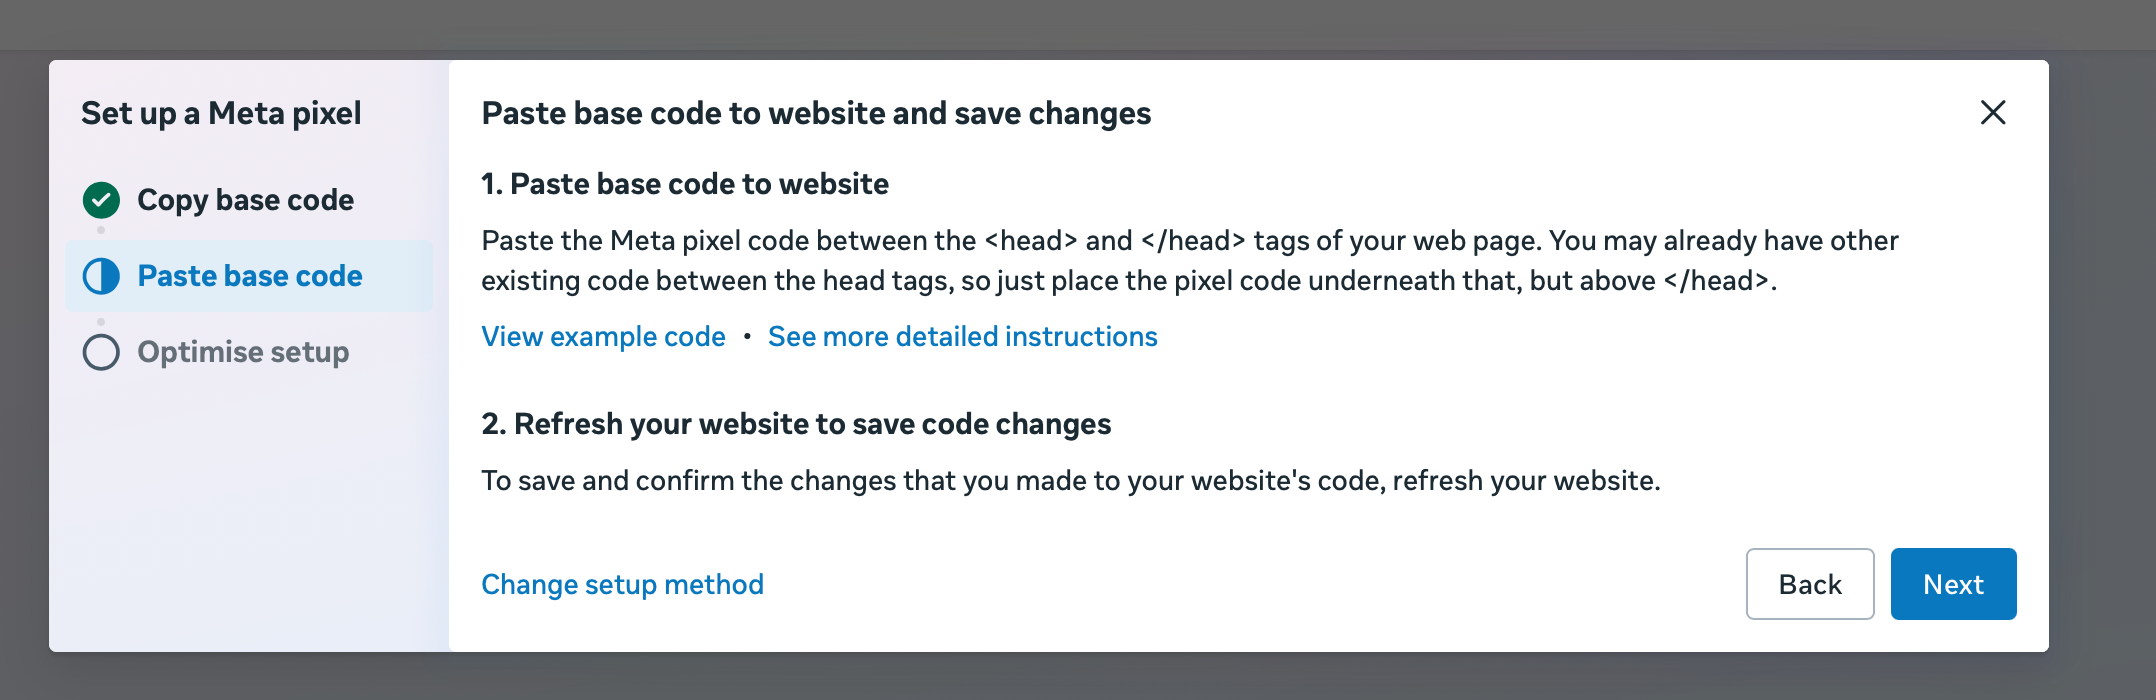 Set up a Meta pixel
Copy base code
Paste base code
Optimise setup
Paste base code to website and save changes
1. Paste base code to website
Paste the Meta pixel code between the <head> and </head> tags of your web page. You may already have other
existing code between the head tags, so just place the pixel code underneath that, but above </head>.
View example code • See more detailed instructions
2. Refresh your website to save code changes
To save and confirm the changes that you made to your website's code, refresh your website.
Change setup method
Back
Next